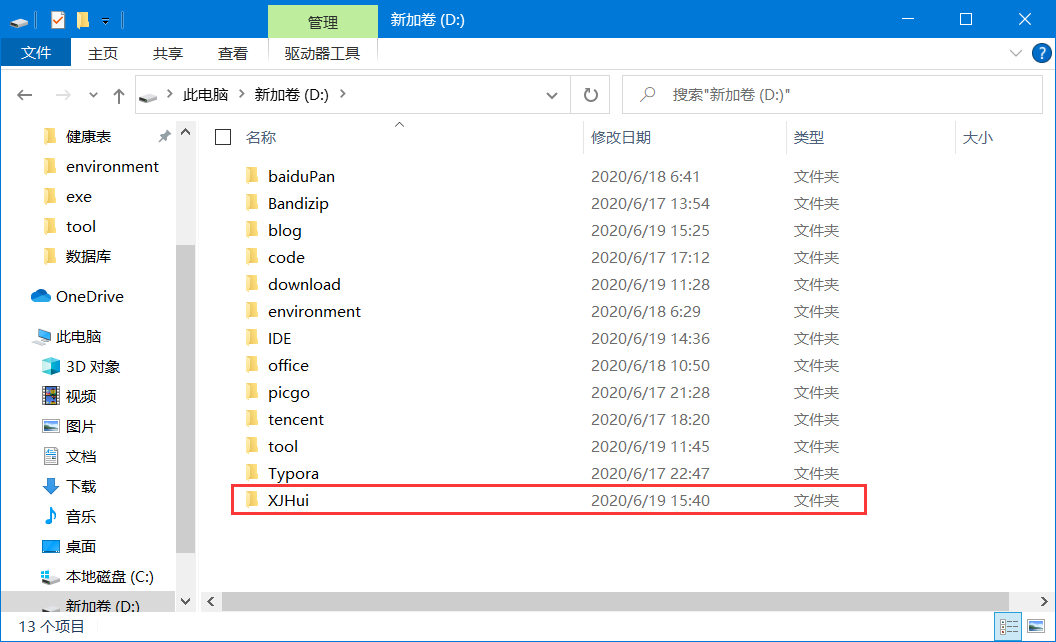 管理
新加卷 (D:)
文件
主页
共享
查看
驱动器工具
此电脑
新加卷 (D:)
搜索"新加卷 (D:)"
健康表
environment
exe
tool
数据库
OneDrive
此电脑
3D 对象
视频
图片
文档
下载
音乐
桌面
本地磁盘 (C:)
新加卷 (D:)
名称 修改日期 类型 大小
baiduPan 2020/6/18 6:41 文件夹
Bandizip 2020/6/17 13:54 文件夹
blog 2020/6/19 15:25 文件夹
code 2020/6/17 17:12 文件夹
download 2020/6/19 11:28 文件夹
environment 2020/6/18 6:29 文件夹
IDE 2020/6/19 14:36 文件夹
office 2020/6/18 10:50 文件夹
picgo 2020/6/17 21:28 文件夹
tencent 2020/6/17 18:20 文件夹
tool 2020/6/19 11:45 文件夹
Typora 2020/6/17 22:47 文件夹
XJHui 2020/6/19 15:40 文件夹
13 个项目